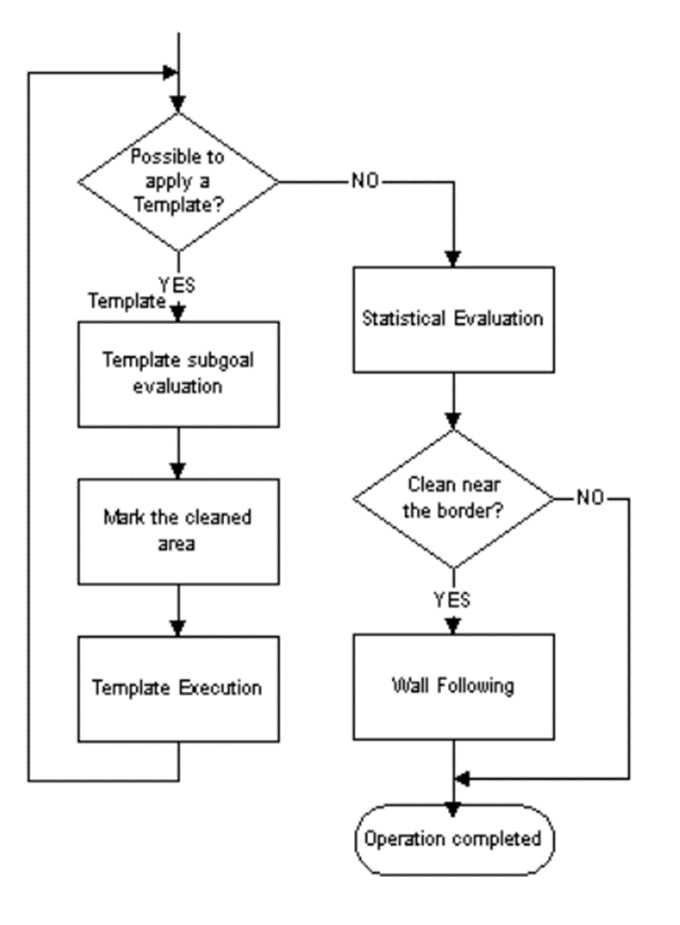 Possible to
apply a
Template?
NO
YES
Template
Template subgoal
evaluation
Mark the cleaned
area
Template Execution
Statistical Evaluation
Clean near
the border?
NO
YES
Wall Following
Operation completed